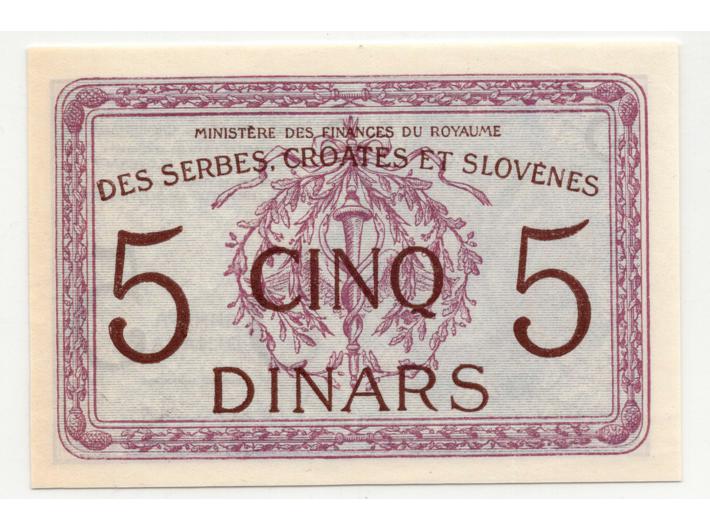 MINISTÈRE DES FINANCES DU ROYAUME
DES SERBES, CROATES ET SLOVÈNES
5 CINQ 5
DINARS